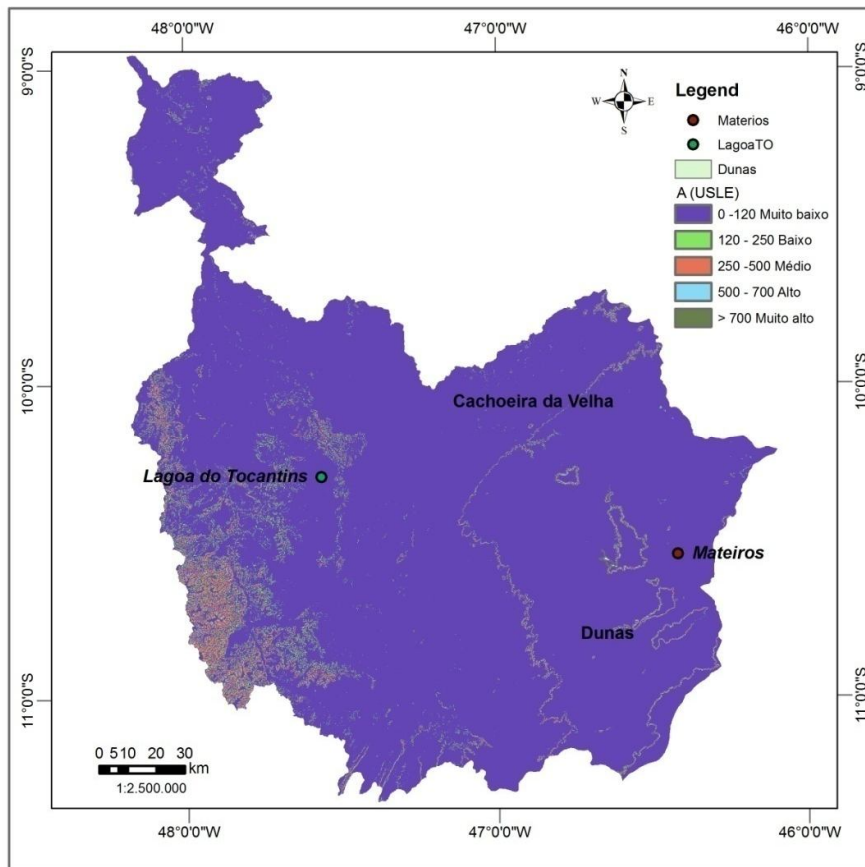 48°0'0"W 47°0'0"W 46°0'0"W
9°0'0"S
9°0'0"S
N
W E
S
Legend
Materios
LagoaTO
Dunas
A (USLE)
0 -120 Muito baixo
120 - 250 Baixo
250 -500 Médio
500 - 700 Alto
> 700 Muito alto
10°0'0"S
10°0'0"S
Cachoeira da Velha
Lagoa do Tocantins
Mateiros
Dunas
11°0'0"S
11°0'0"S
0 5 10 20 30
km
1:2.500.000
48°0'0"W 47°0'0"W 46°0'0"W